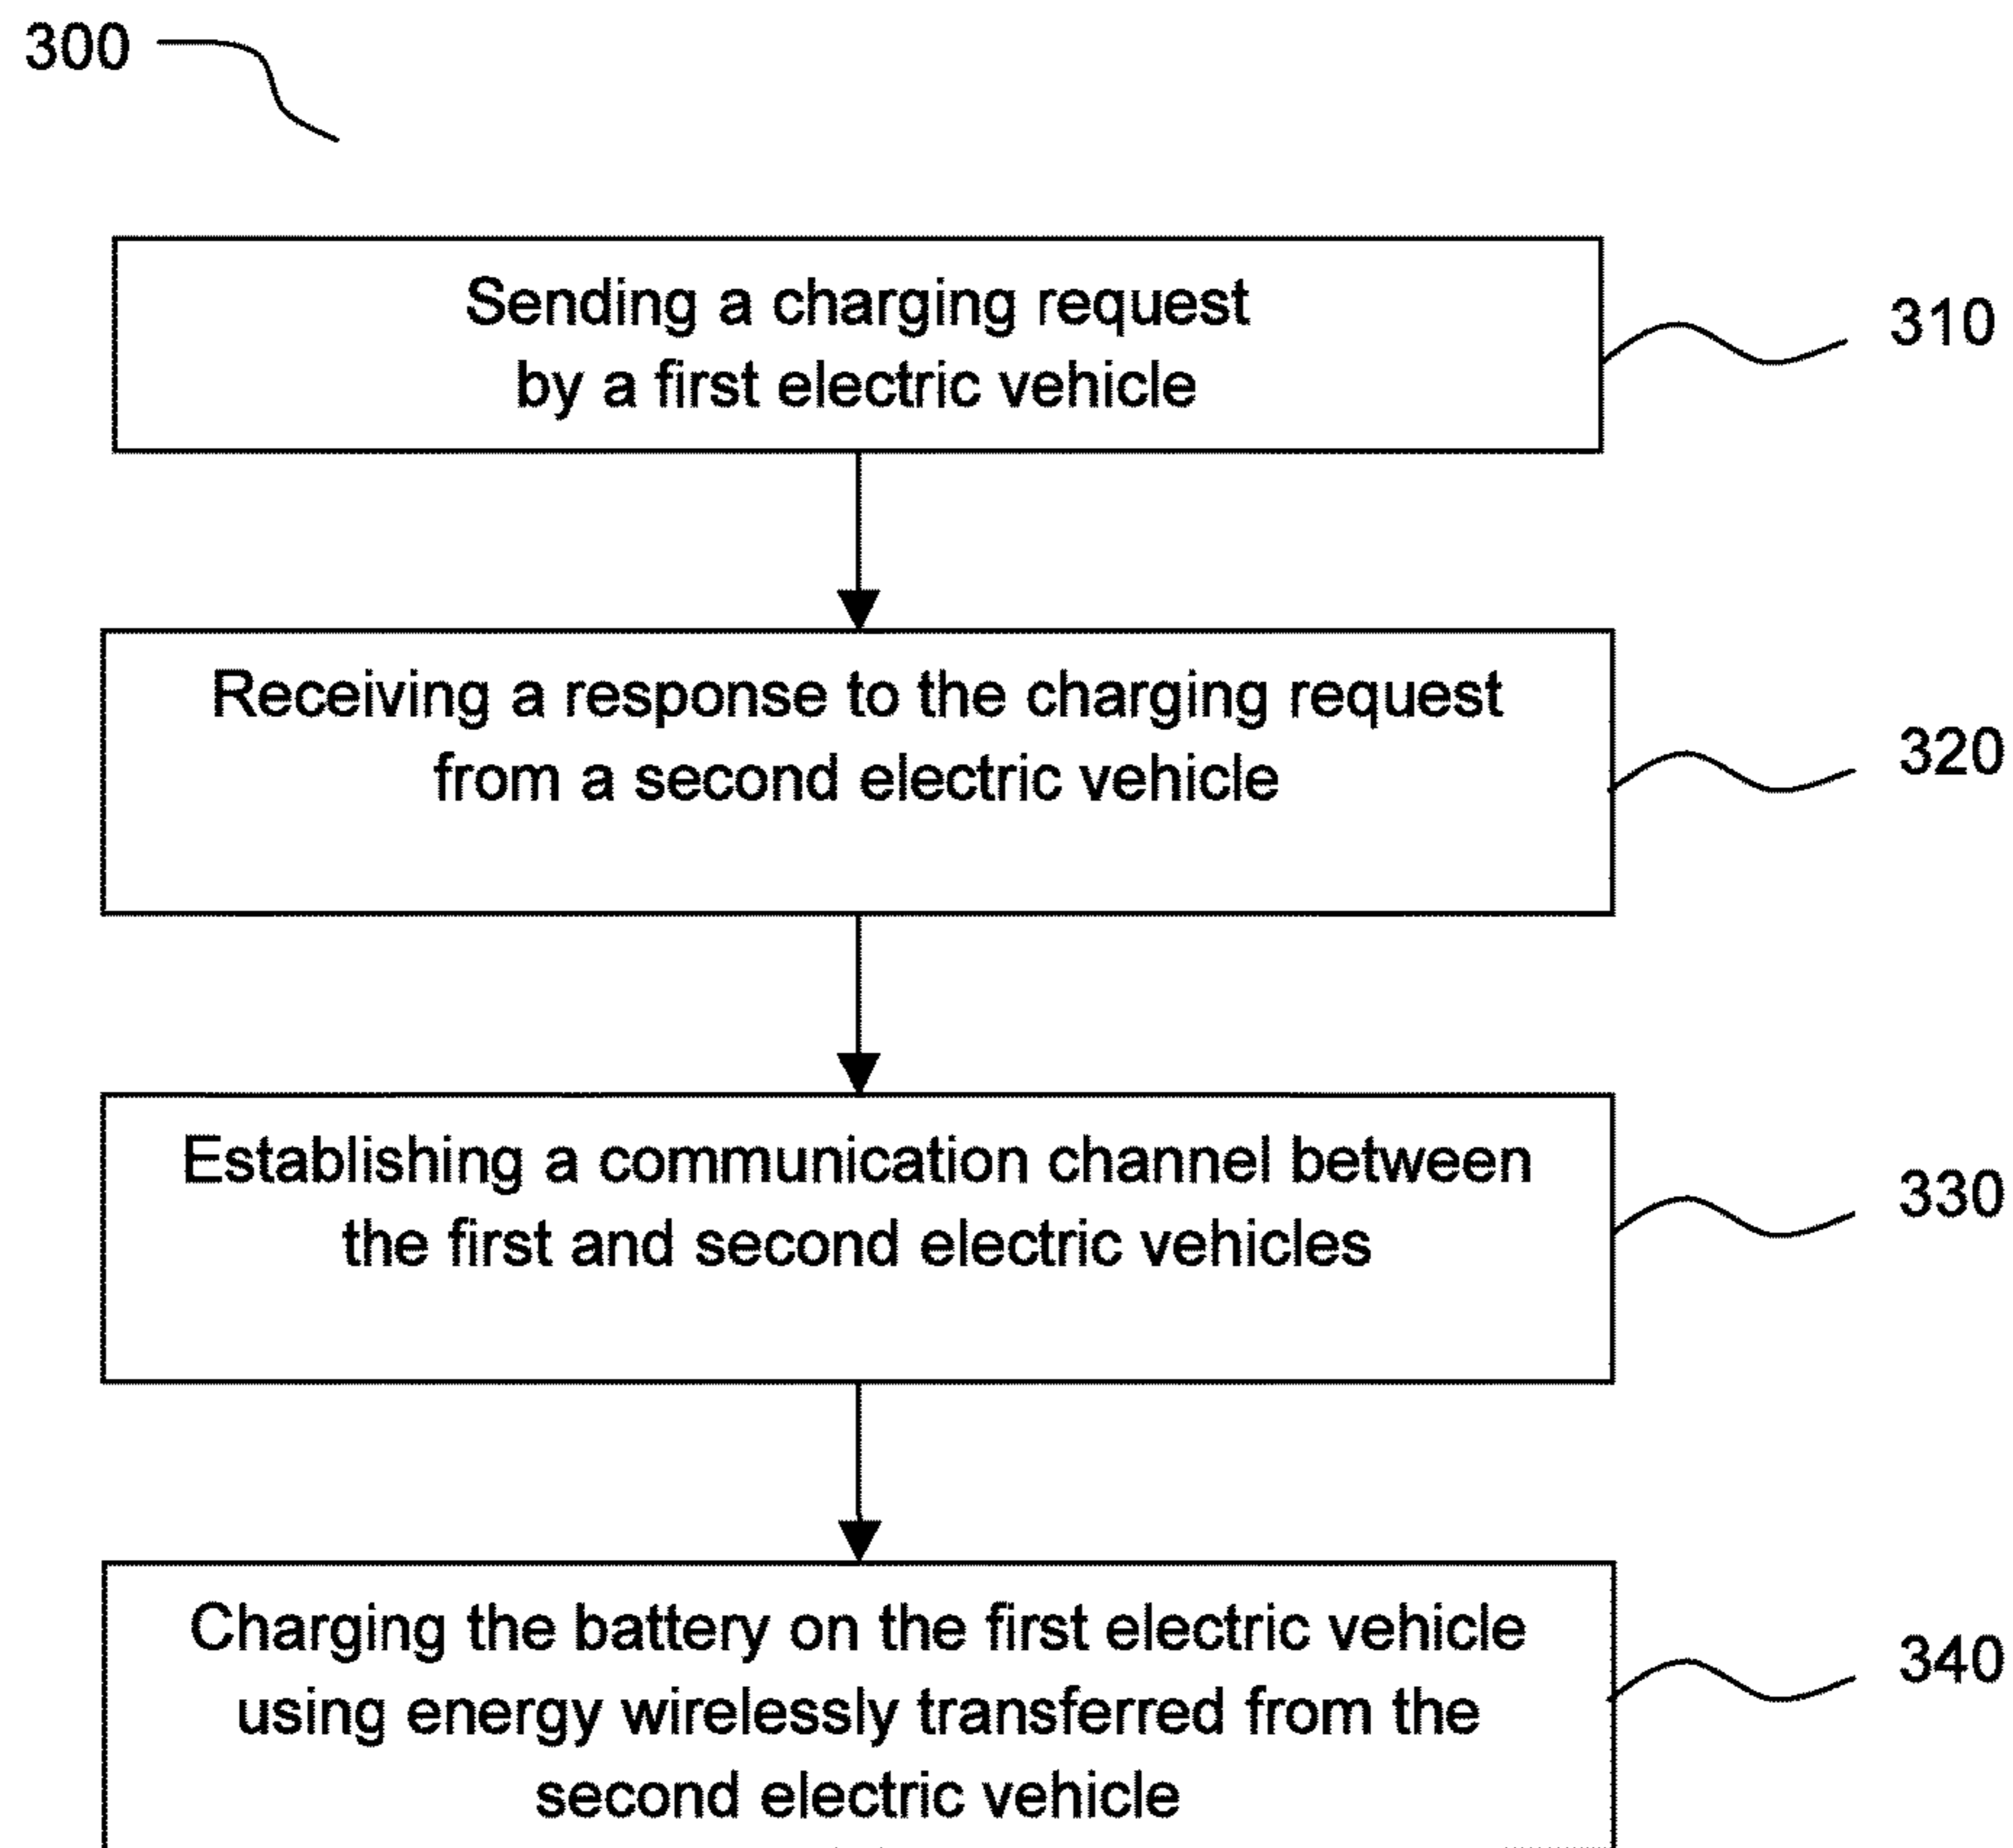 300
Sending a charging request
by a first electric vehicle
310
Receiving a response to the charging request
from a second electric vehicle
320
Establishing a communication channel between
the first and second electric vehicles
330
Charging the battery on the first electric vehicle
using energy wirelessly transferred from the
second electric vehicle
340